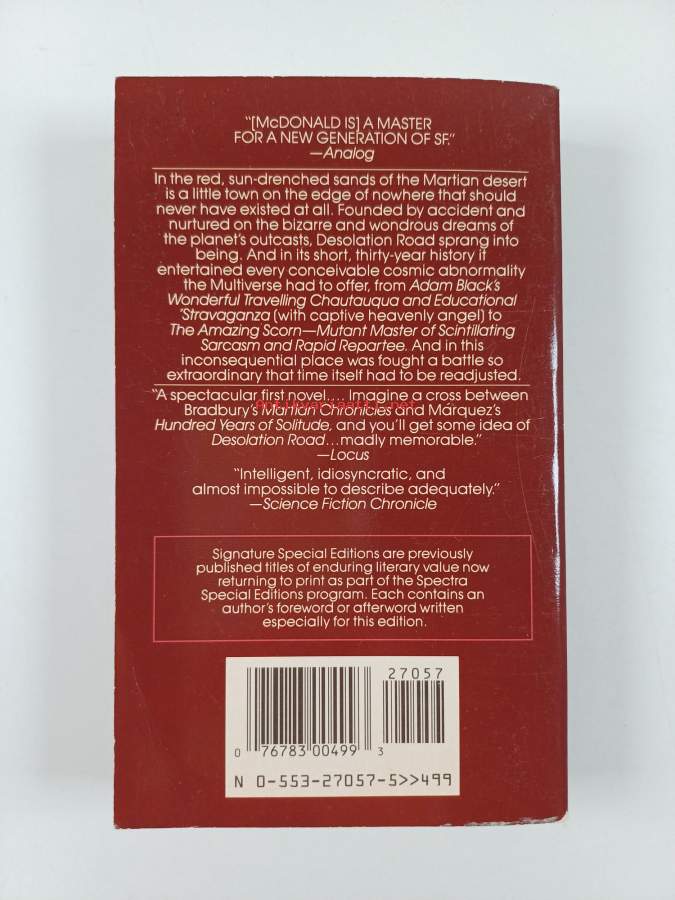 “[McDONALD IS] A MASTER
FOR A NEW GENERATION OF SF.”
—Analog
In the red, sun-drenched sands of the Martian desert
is a little town on the edge of nowhere that should
never have existed at all. Founded by accident and
nurtured on the bizarre and wondrous dreams of
the planet’s outcasts, Desolation Road sprang into
being. And in its short, thirty-year history it
entertained every conceivable cosmic abnormality
the Multiverse had to offer, from Adam Black’s
Wonderful Travelling Chautauqua and Educational
’Stravaganza (with captive heavenly angel) to
The Amazing Scorn—Mutant Master of Scintillating
Sarcasm and Rapid Repartee. And in this
inconsequential place was fought a battle so
extraordinary that time itself had to be readjusted.
“A spectacular first novel.... Imagine a cross between
Bradbury’s Martian Chronicles and Márquez’s
Antikvariaatti.net
Hundred Years of Solitude, and you’ll get some idea of
Desolation Road...madly memorable.”
—Locus
“Intelligent, idiosyncratic, and
almost impossible to describe adequately.”
—Science Fiction Chronicle
Signature Special Editions are previously
published titles of enduring literary value now
returning to print as part of the Spectra
Special Editions program. Each contains an
author’s foreword or afterword written
especially for this edition.
27057
0 76783 00499 3
N 0-553-27057-5>>499